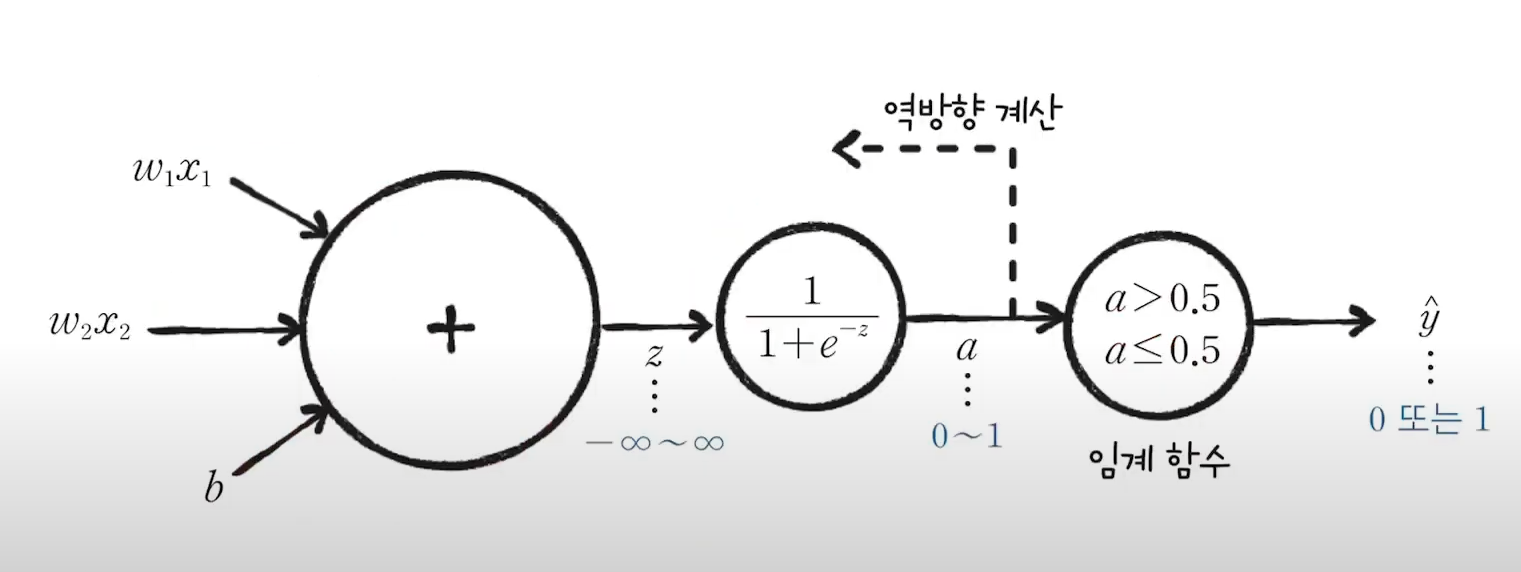 역방향 계산
w₁x₁
w₂x₂
b
+
z
− ∞ ~ ∞
1
1+e⁻ᶻ
a
0~1
a>0.5
a≤0.5
임계 함수
ŷ
0 또는 1